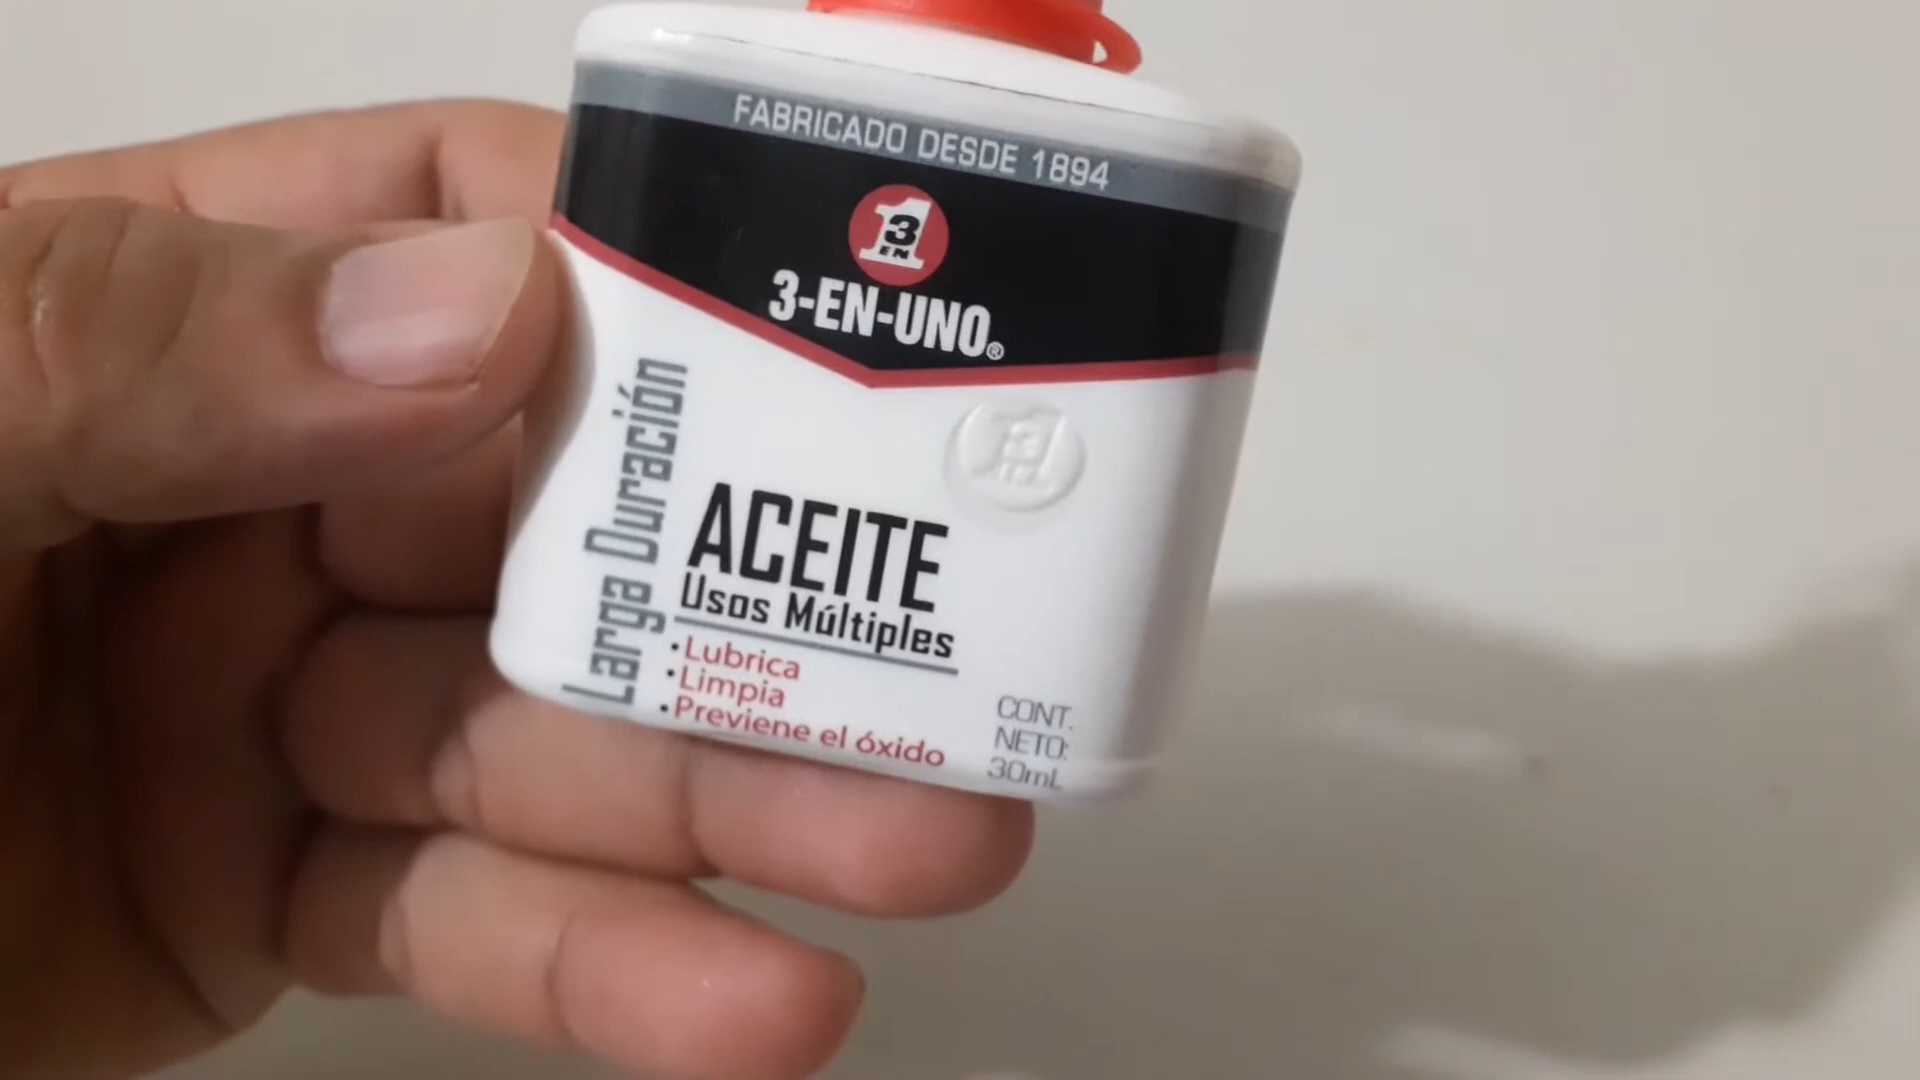 FABRICADO DESDE 1894
3 EN 1
3-EN-UNO®
Larga Duración
ACEITE
Usos Múltiples
•Lubrica
•Limpia
•Previene el óxido
CONT.
NETO:
30mL